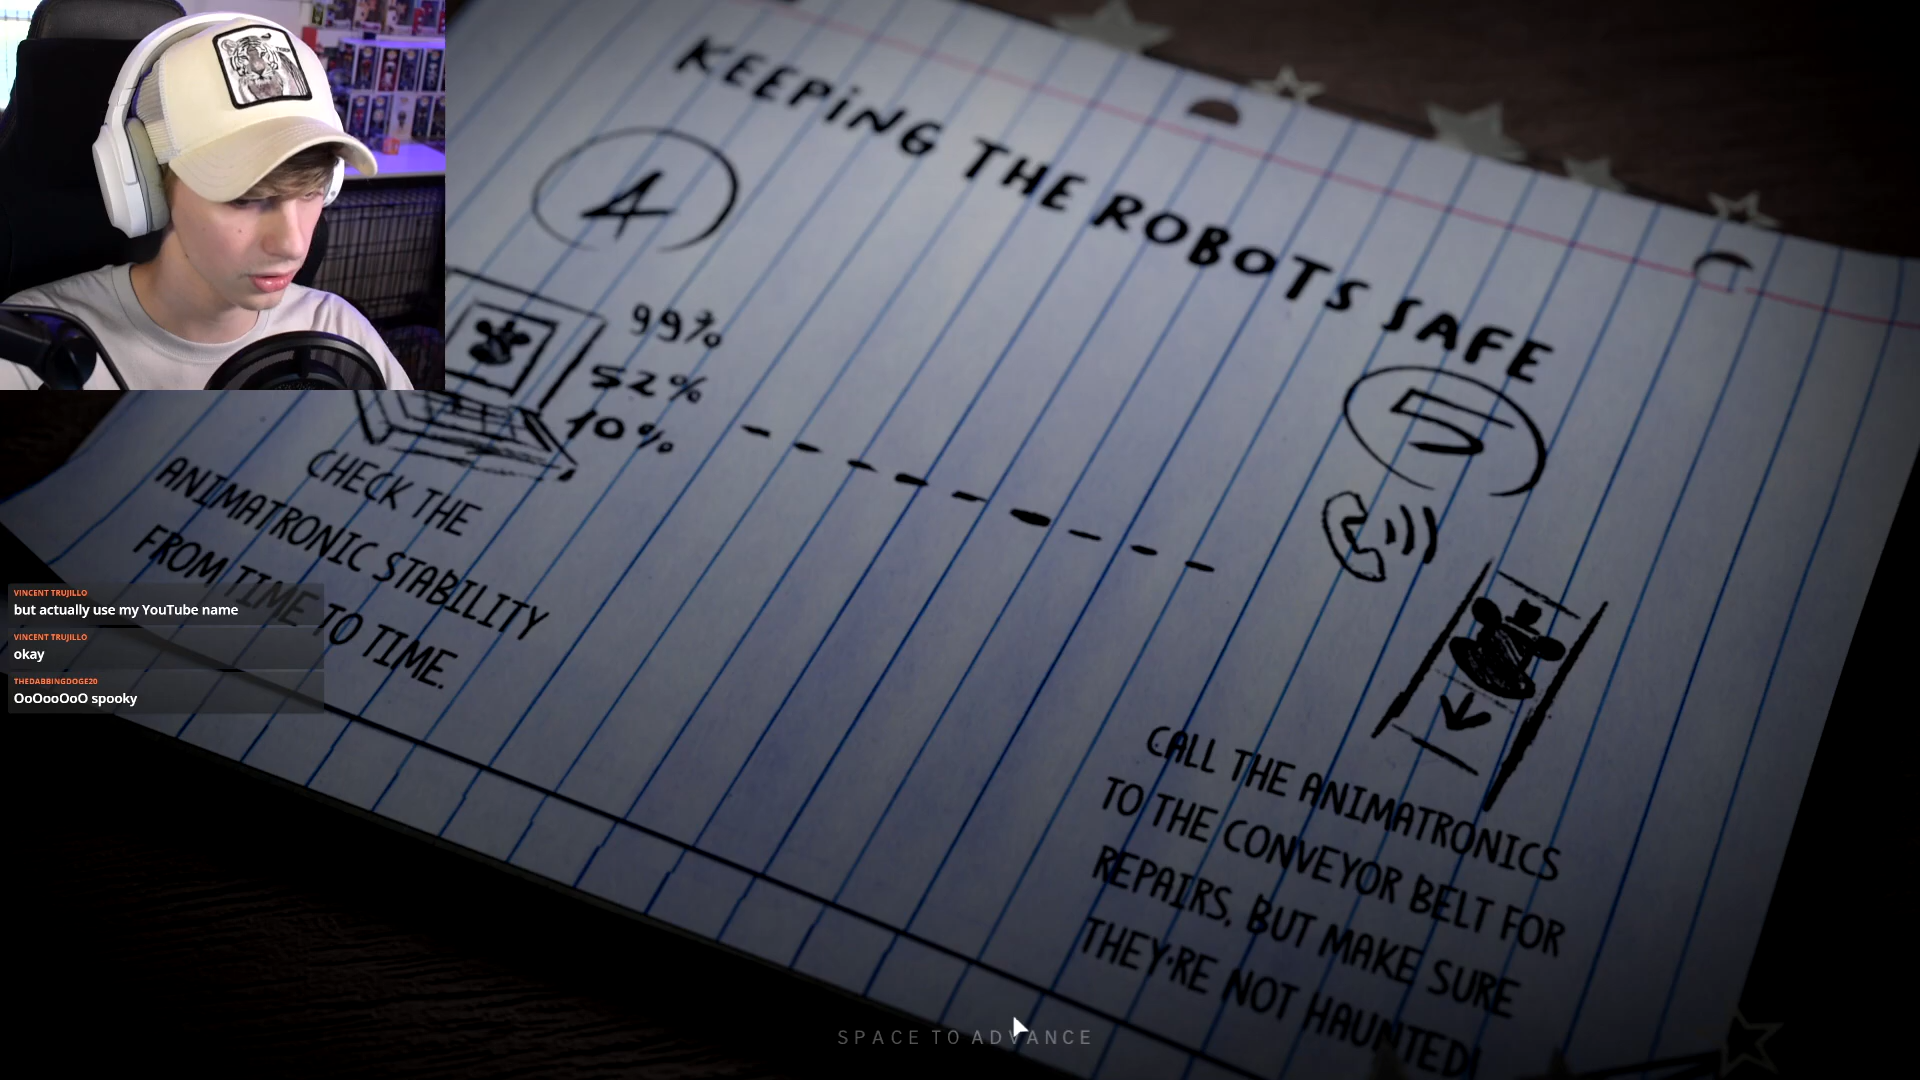 KEEPING THE ROBOTS SAFE
4
99%
52%
10%
CHECK THE
ANIMATRONIC STABILITY
FROM TIME TO TIME.
5
CALL THE ANIMATRONICS
TO THE CONVEYOR BELT FOR
REPAIRS, BUT MAKE SURE
THEY'RE NOT HAUNTED!
VINCENT TRUJILLO
but actually use my YouTube name
VINCENT TRUJILLO
okay
THEDABBINGDOGE20
OoOooOoO spooky
SPACE TO ADVANCE